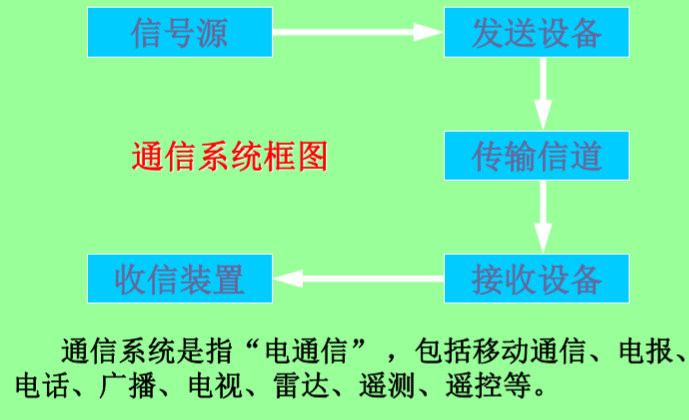 信号源
发送设备
通信系统框图
传输信道
收信装置
接收设备
通信系统是指“电通信”，包括移动通信、电报、
电话、广播、电视、雷达、遥测、遥控等。